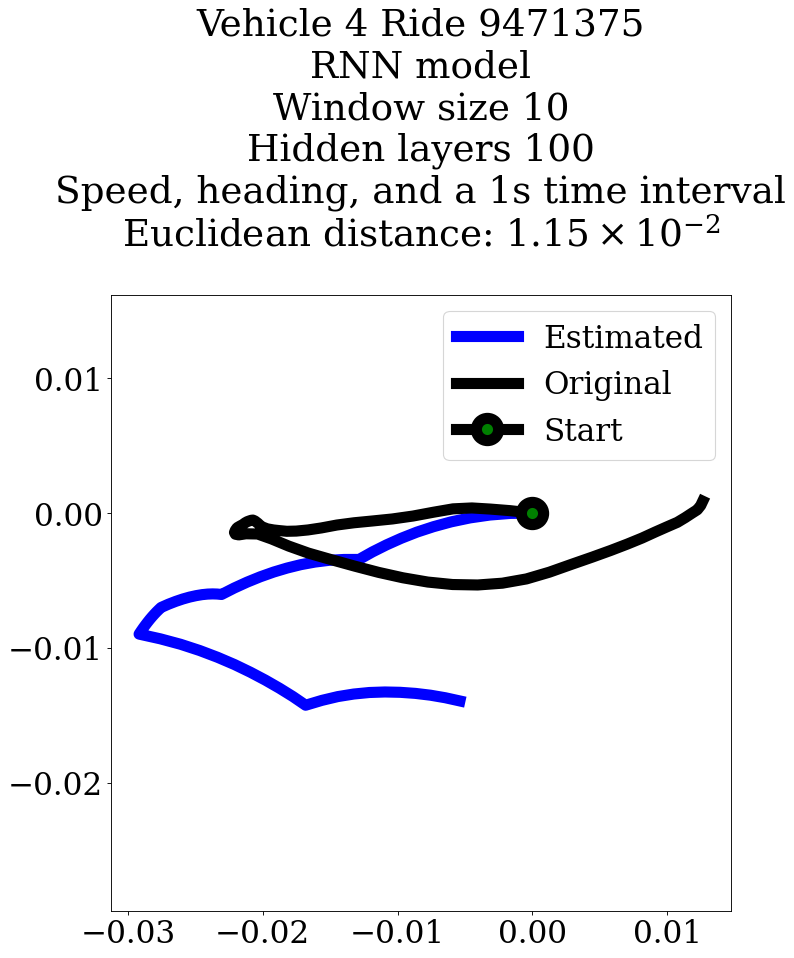 Vehicle 4 Ride 9471375
RNN model
Window size 10
Hidden layers 100
Speed, heading, and a 1s time interval
Euclidean distance: 1.15 × 10⁻²
Estimated
Original
Start
0.01
0.00
−0.01
−0.02
−0.03 −0.02 −0.01 0.00 0.01